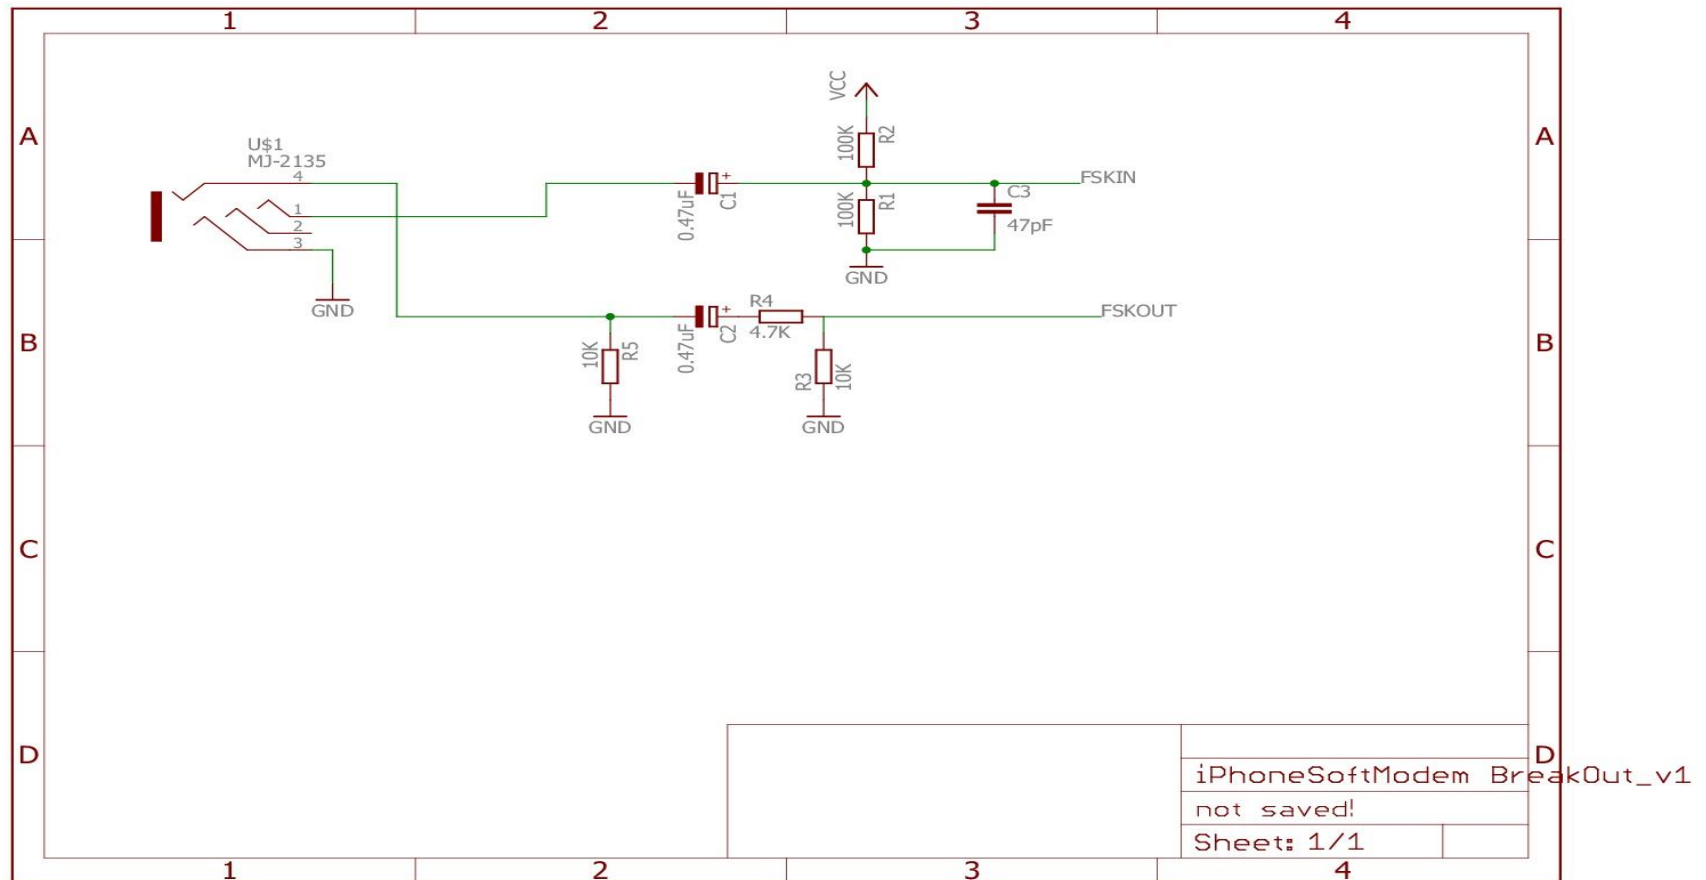 1 2 3 4
A A
VCC
100K R2
U$1
MJ-2135
4
FSKIN
C3
0.47uF + C1
100K R1
1
2
47pF
3
GND
GND
R4
FSKOUT
4.7K
B B
0.47uF + C2
10K R5
R3 10K
GND
GND
C C
D D
iPhoneSoftModem BreakOut_v1
not saved!
Sheet: 1/1
1 2 3 4